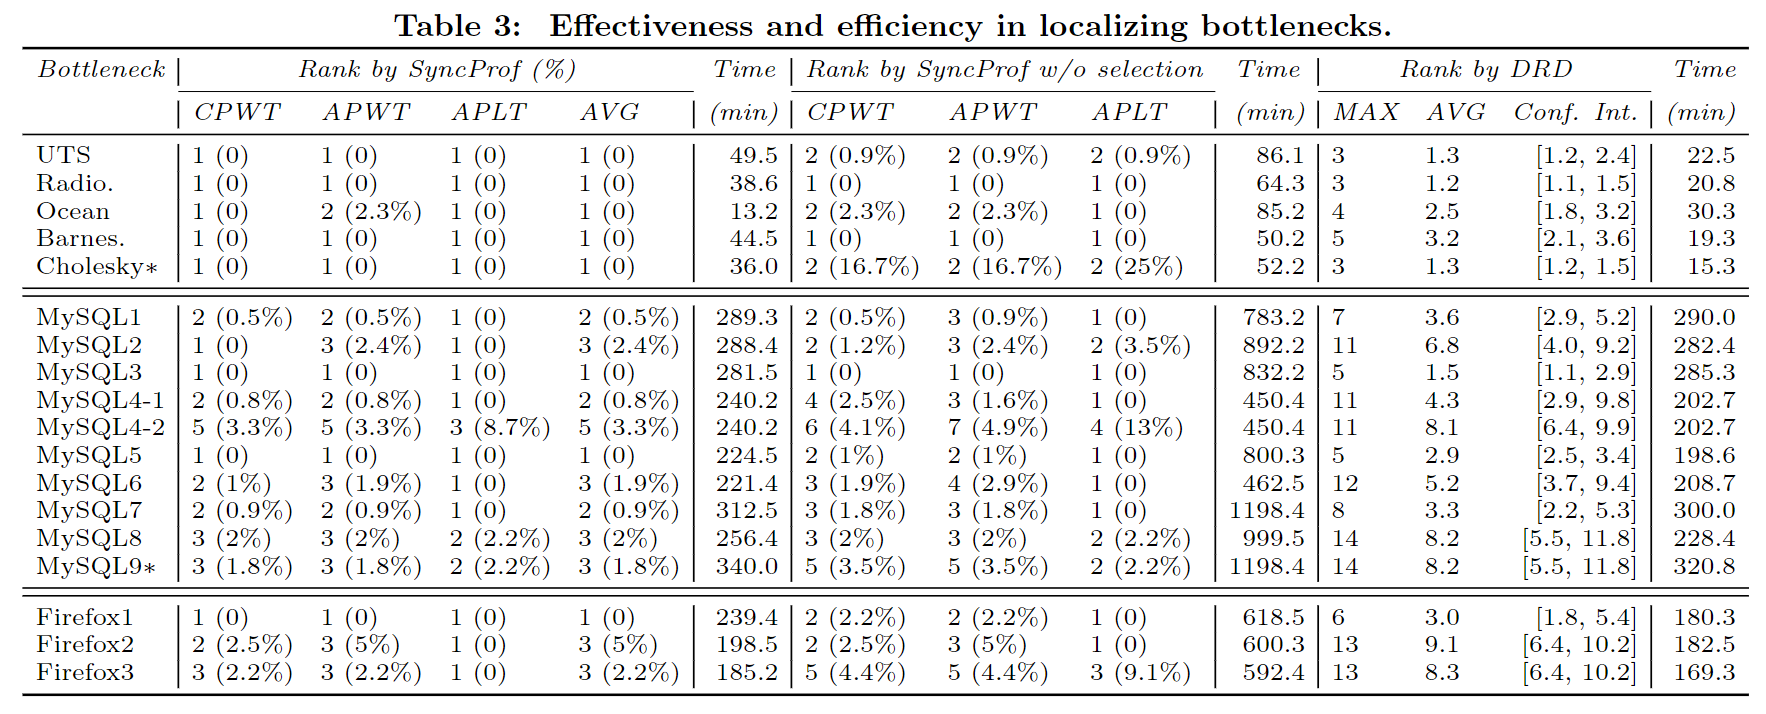 Table 3: Effectiveness and efficiency in localizing bottlenecks.
Bottleneck Rank by SyncProf (%) Time Rank by SyncProf w/o selection Time Rank by DRD Time
CPWT APWT APLT AVG (min) CPWT APWT APLT (min) MAX AVG Conf. Int. (min)
UTS 1 (0) 1 (0) 1 (0) 1 (0) 49.5 2 (0.9%) 2 (0.9%) 2 (0.9%) 86.1 3 1.3 [1.2, 2.4] 22.5
Radio. 1 (0) 1 (0) 1 (0) 1 (0) 38.6 1 (0) 1 (0) 1 (0) 64.3 3 1.2 [1.1, 1.5] 20.8
Ocean 1 (0) 2 (2.3%) 1 (0) 1 (0) 13.2 2 (2.3%) 2 (2.3%) 1 (0) 85.2 4 2.5 [1.8, 3.2] 30.3
Barnes. 1 (0) 1 (0) 1 (0) 1 (0) 44.5 1 (0) 1 (0) 1 (0) 50.2 5 3.2 [2.1, 3.6] 19.3
Cholesky* 1 (0) 1 (0) 1 (0) 1 (0) 36.0 2 (16.7%) 2 (16.7%) 2 (25%) 52.2 3 1.3 [1.2, 1.5] 15.3
MySQL1 2 (0.5%) 2 (0.5%) 1 (0) 2 (0.5%) 289.3 2 (0.5%) 3 (0.9%) 1 (0) 783.2 7 3.6 [2.9, 5.2] 290.0
MySQL2 1 (0) 3 (2.4%) 1 (0) 3 (2.4%) 288.4 2 (1.2%) 3 (2.4%) 2 (3.5%) 892.2 11 6.8 [4.0, 9.2] 282.4
MySQL3 1 (0) 1 (0) 1 (0) 1 (0) 281.5 1 (0) 1 (0) 1 (0) 832.2 5 1.5 [1.1, 2.9] 285.3
MySQL4-1 2 (0.8%) 2 (0.8%) 1 (0) 2 (0.8%) 240.2 4 (2.5%) 3 (1.6%) 1 (0) 450.4 11 4.3 [2.9, 9.8] 202.7
MySQL4-2 5 (3.3%) 5 (3.3%) 3 (8.7%) 5 (3.3%) 240.2 6 (4.1%) 7 (4.9%) 4 (13%) 450.4 11 8.1 [6.4, 9.9] 202.7
MySQL5 1 (0) 1 (0) 1 (0) 1 (0) 224.5 2 (1%) 2 (1%) 1 (0) 800.3 5 2.9 [2.5, 3.4] 198.6
MySQL6 2 (1%) 3 (1.9%) 1 (0) 3 (1.9%) 221.4 3 (1.9%) 4 (2.9%) 1 (0) 462.5 12 5.2 [3.7, 9.4] 208.7
MySQL7 2 (0.9%) 2 (0.9%) 1 (0) 2 (0.9%) 312.5 3 (1.8%) 3 (1.8%) 1 (0) 1198.4 8 3.3 [2.2, 5.3] 300.0
MySQL8 3 (2%) 3 (2%) 2 (2.2%) 3 (2%) 256.4 3 (2%) 3 (2%) 2 (2.2%) 999.5 14 8.2 [5.5, 11.8] 228.4
MySQL9* 3 (1.8%) 3 (1.8%) 2 (2.2%) 3 (1.8%) 340.0 5 (3.5%) 5 (3.5%) 2 (2.2%) 1198.4 14 8.2 [5.5, 11.8] 320.8
Firefox1 1 (0) 1 (0) 1 (0) 1 (0) 239.4 2 (2.2%) 2 (2.2%) 1 (0) 618.5 6 3.0 [1.8, 5.4] 180.3
Firefox2 2 (2.5%) 3 (5%) 1 (0) 3 (5%) 198.5 2 (2.5%) 3 (5%) 1 (0) 600.3 13 9.1 [6.4, 10.2] 182.5
Firefox3 3 (2.2%) 3 (2.2%) 1 (0) 3 (2.2%) 185.2 5 (4.4%) 5 (4.4%) 3 (9.1%) 592.4 13 8.3 [6.4, 10.2] 169.3